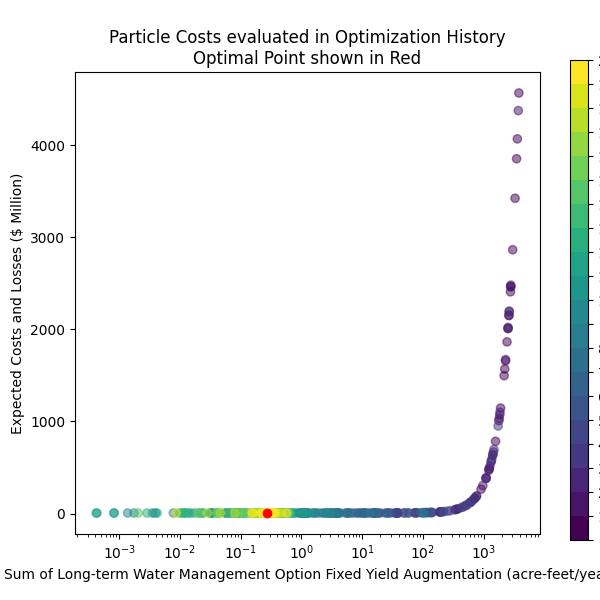 Particle Costs evaluated in Optimization History
Optimal Point shown in Red
Expected Costs and Losses ($ Million)
4000
3000
2000
1000
0
10⁻³ 10⁻² 10⁻¹ 10⁰ 10¹ 10² 10³
Sum of Long-term Water Management Option Fixed Yield Augmentation (acre-feet/yea